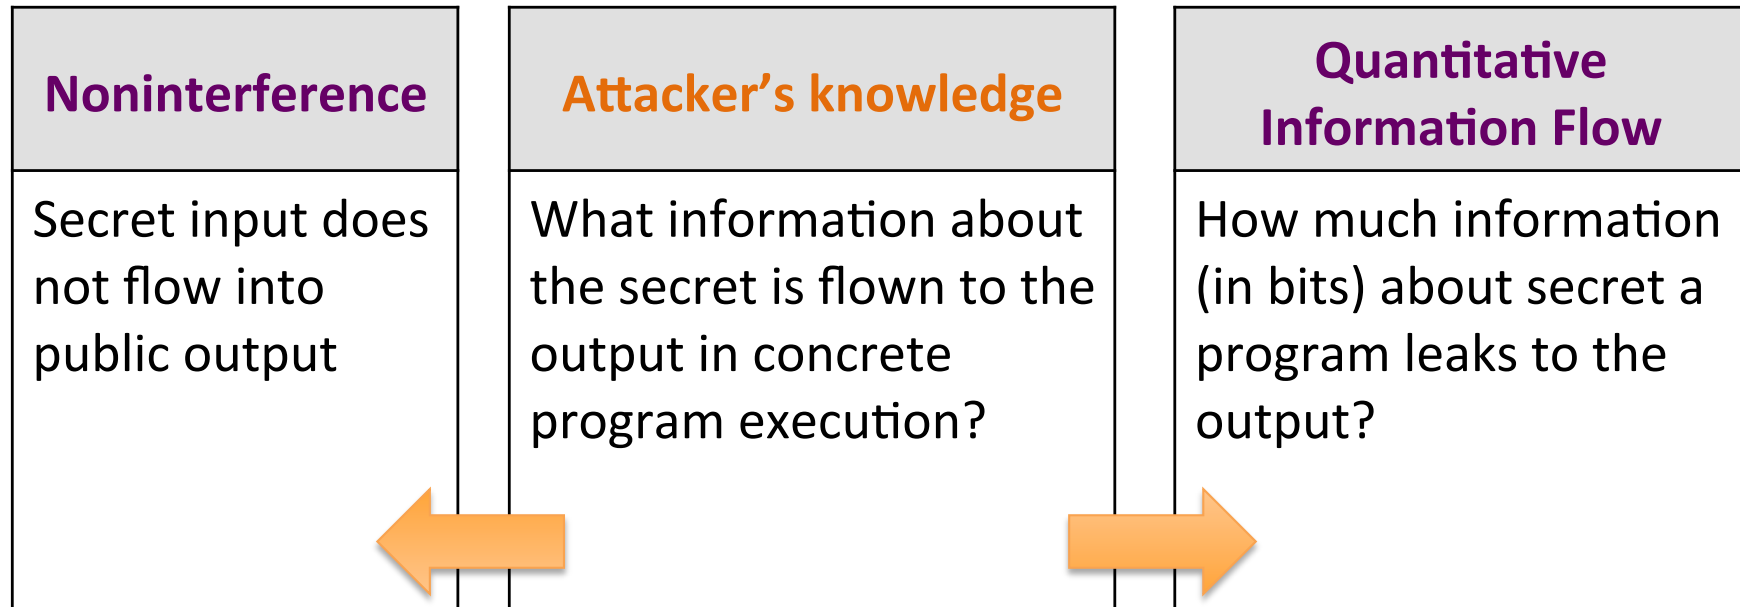 Noninterference
Secret input does
not flow into
public output
Attacker’s knowledge
What information about
the secret is flown to the
output in concrete
program execution?
Quantitative
Information Flow
How much information
(in bits) about secret a
program leaks to the
output?